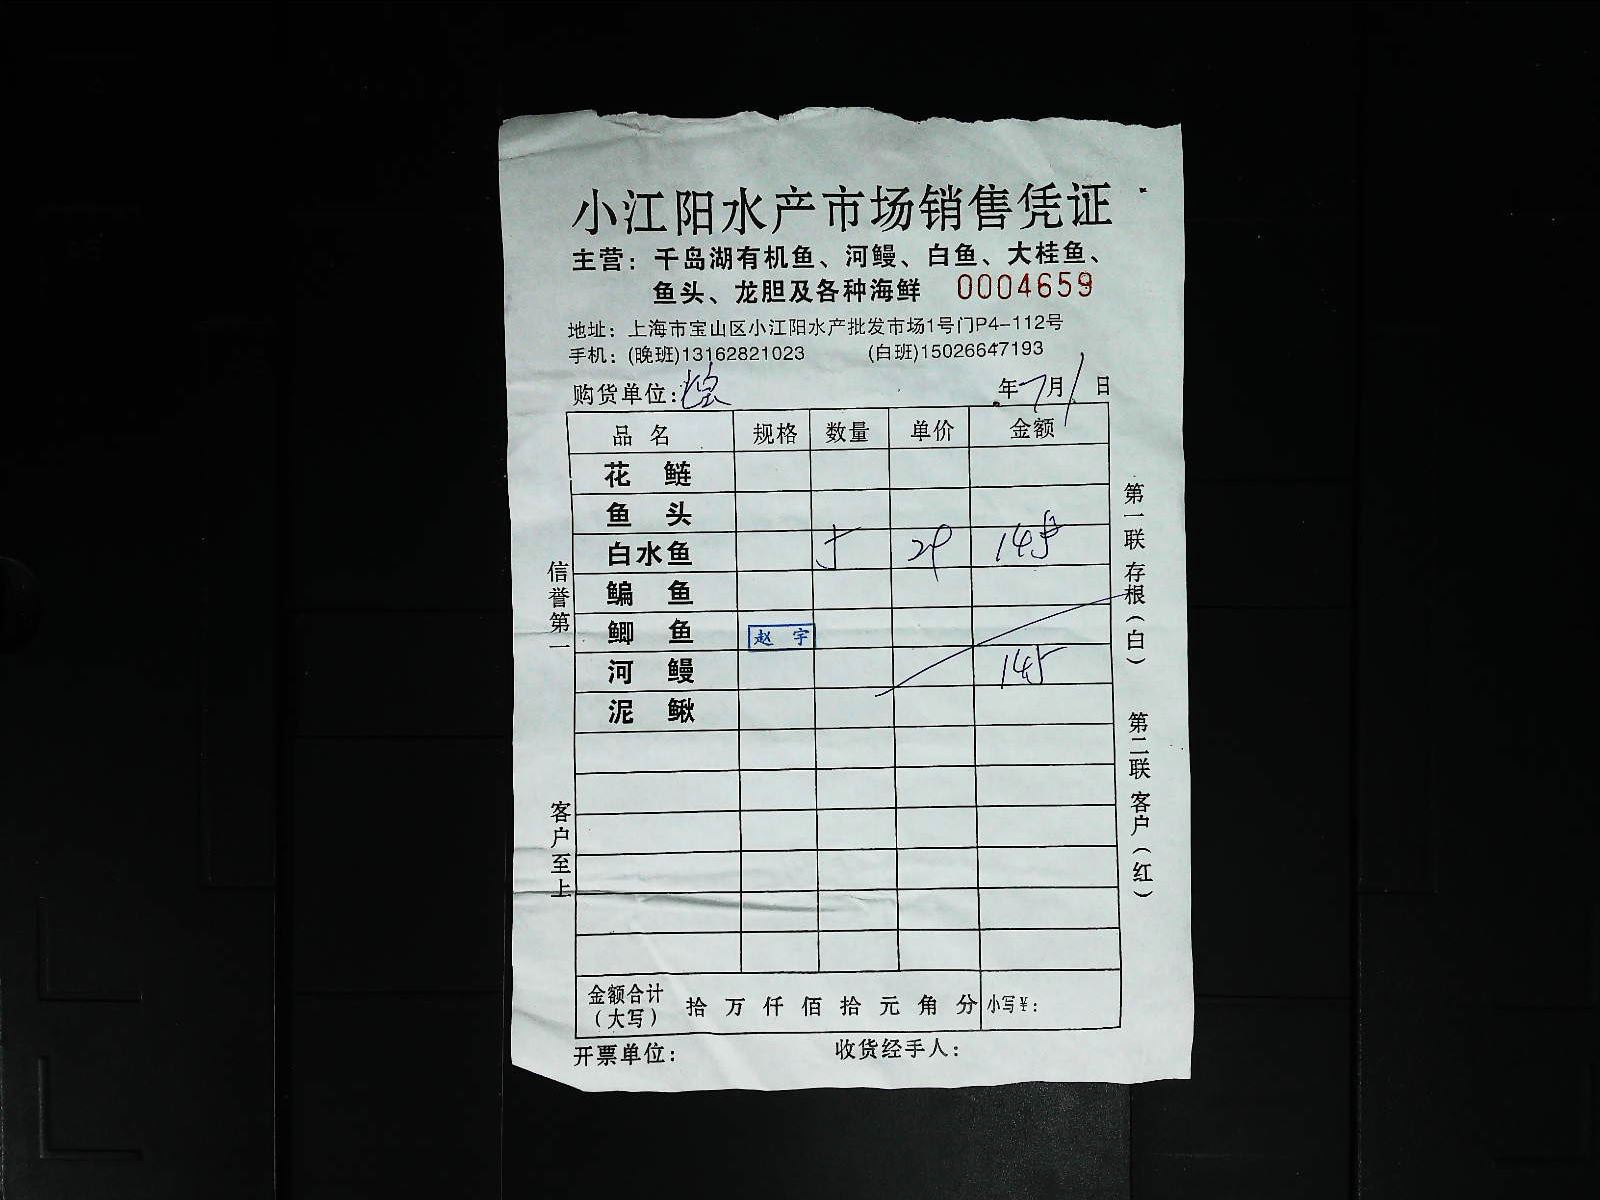 小江阳水产市场销售凭证
主营：千岛湖有机鱼、河鳗、白鱼、大桂鱼、
鱼头、龙胆及各种海鲜 0004659
地址：上海市宝山区小江阳水产批发市场1号门P4-112号
手机：(晚班)13162821023 (白班)15026647193
购货单位： 年7月1日
品名 规格 数量 单价 金额
花鲢
鱼头
白水鱼 5 29 145
鳊鱼
鲫鱼 赵宇
河鳗 145
泥鳅
金额合计
（大写） 拾万仟佰拾元角分 小写￥：
开票单位： 收货经手人：
信誉第一
客户至上
第一联存根（白）
第二联客户（红）